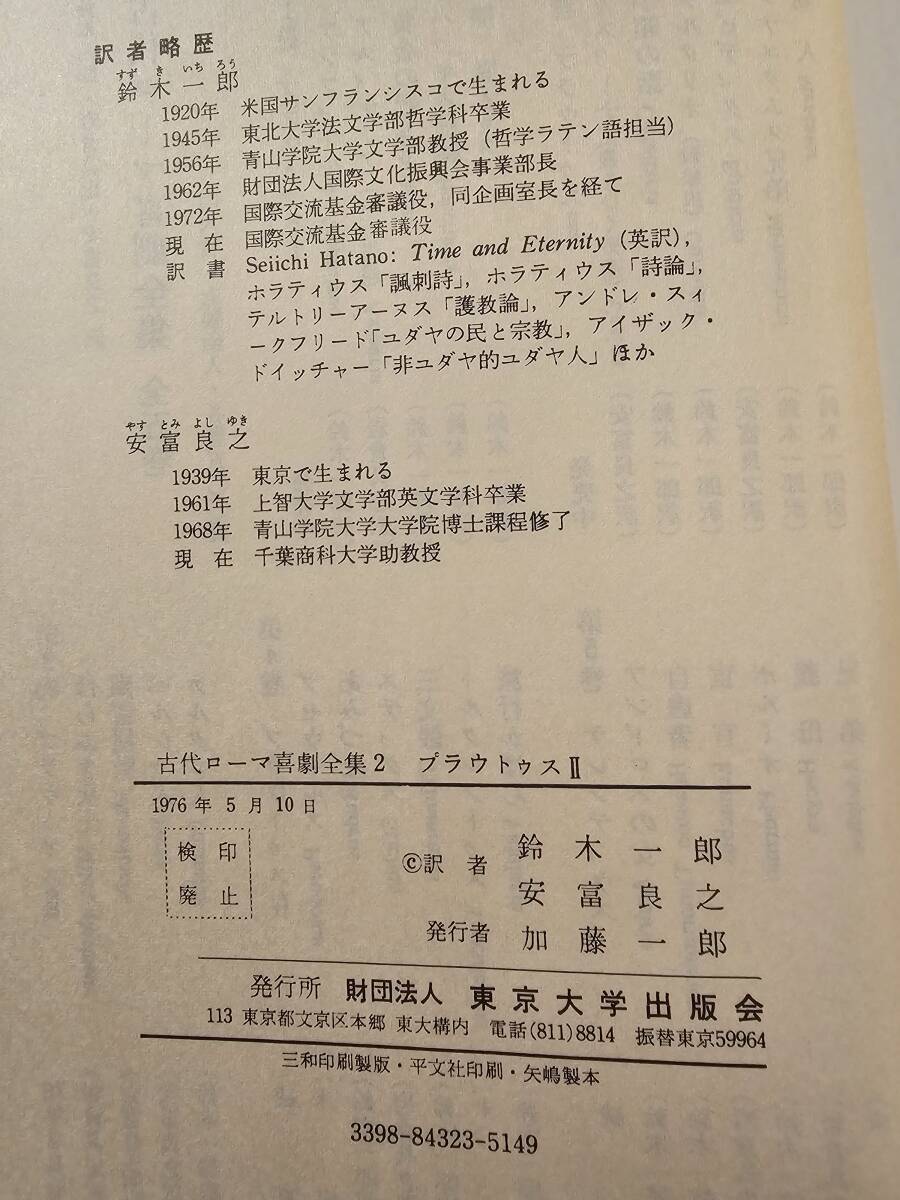 訳者略歴
すず き いち ろう
鈴木一郎
1920年 米国サンフランシスコで生まれる
1945年 東北大学法文学部哲学科卒業
1956年 青山学院大学文学部教授(哲学ラテン語担当)
1962年 財団法人国際文化振興会事業部長
1972年 国際交流基金審議役，同企画室長を経て
現在 国際交流基金審議役
訳書 Seiichi Hatano: Time and Eternity (英訳)，
ホラティウス「諷刺詩」，ホラティウス「詩論」，
テルトリーアーヌス「護教論」，アンドレ・スィ
ークフリード「ユダヤの民と宗教」，アイザック・
ドイッチャー「非ユダヤ的ユダヤ人」ほか
やす とみ よし ゆき
安富良之
1939年 東京で生まれる
1961年 上智大学文学部英文学科卒業
1968年 青山学院大学大学院博士課程修了
現在 千葉商科大学助教授
古代ローマ喜劇全集2 プラウトゥスⅡ
1976年5月10日
検印
廃止
©訳者 鈴木一郎
安富良之
発行者 加藤一郎
発行所 財団法人 東京大学出版会
113 東京都文京区本郷 東大構内 電話(811)8814 振替東京59964
三和印刷製版・平文社印刷・矢嶋製本
3398-84323-5149